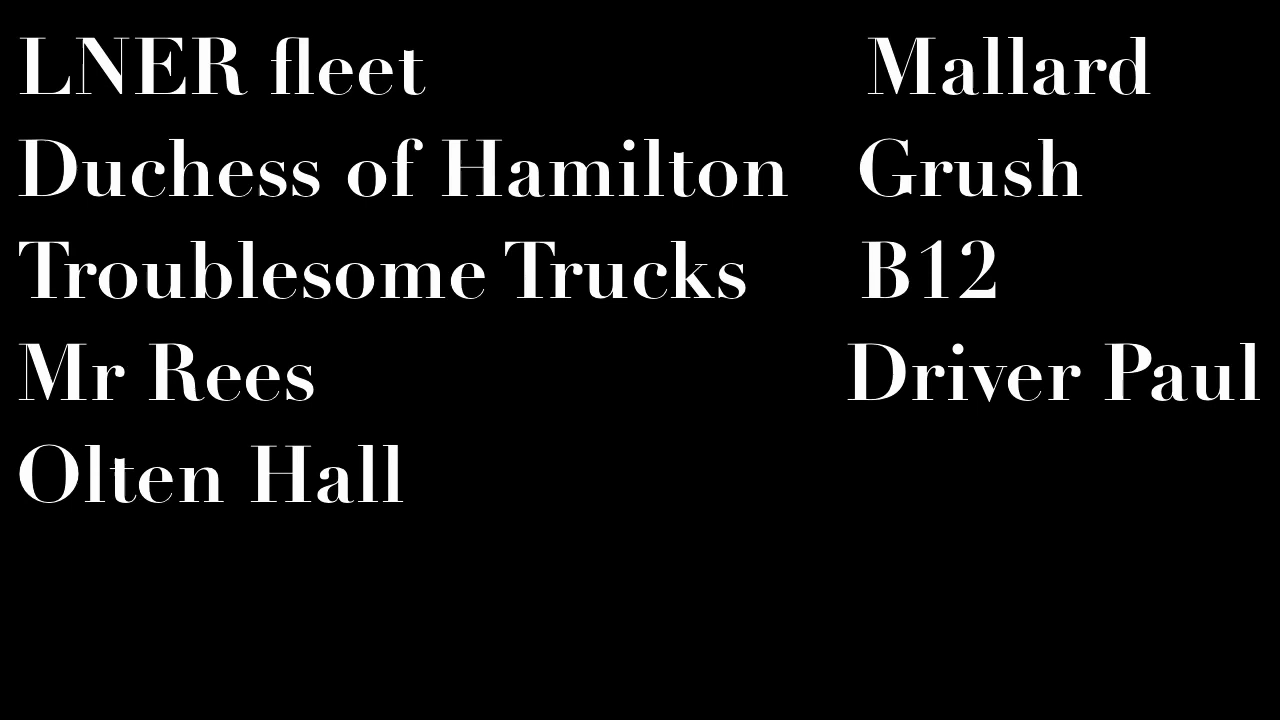 LNER fleet Mallard
Duchess of Hamilton Grush
Troublesome Trucks B12
Mr Rees Driver Paul
Olten Hall